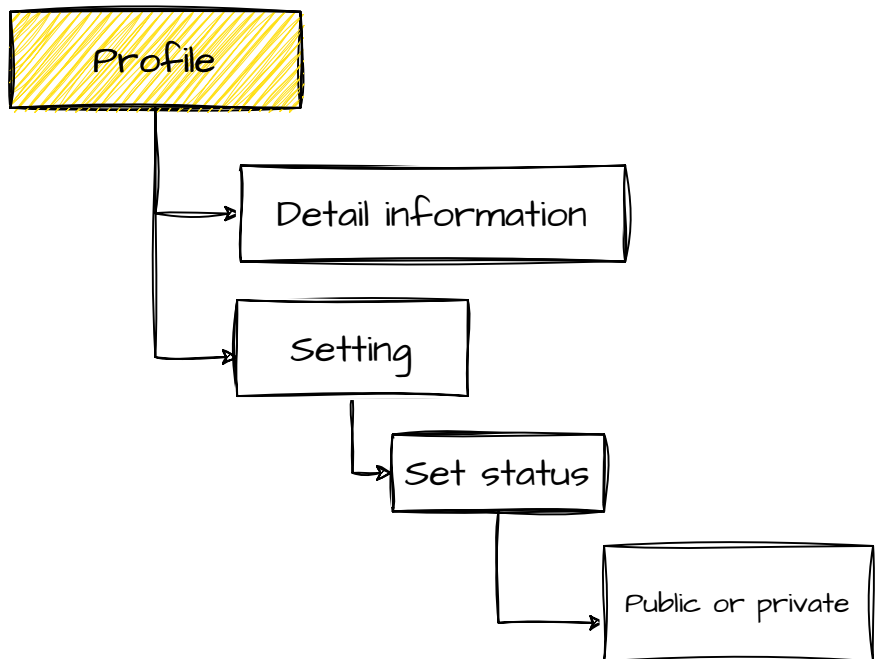 Profile
Detail information
Setting
Set status
Public or private